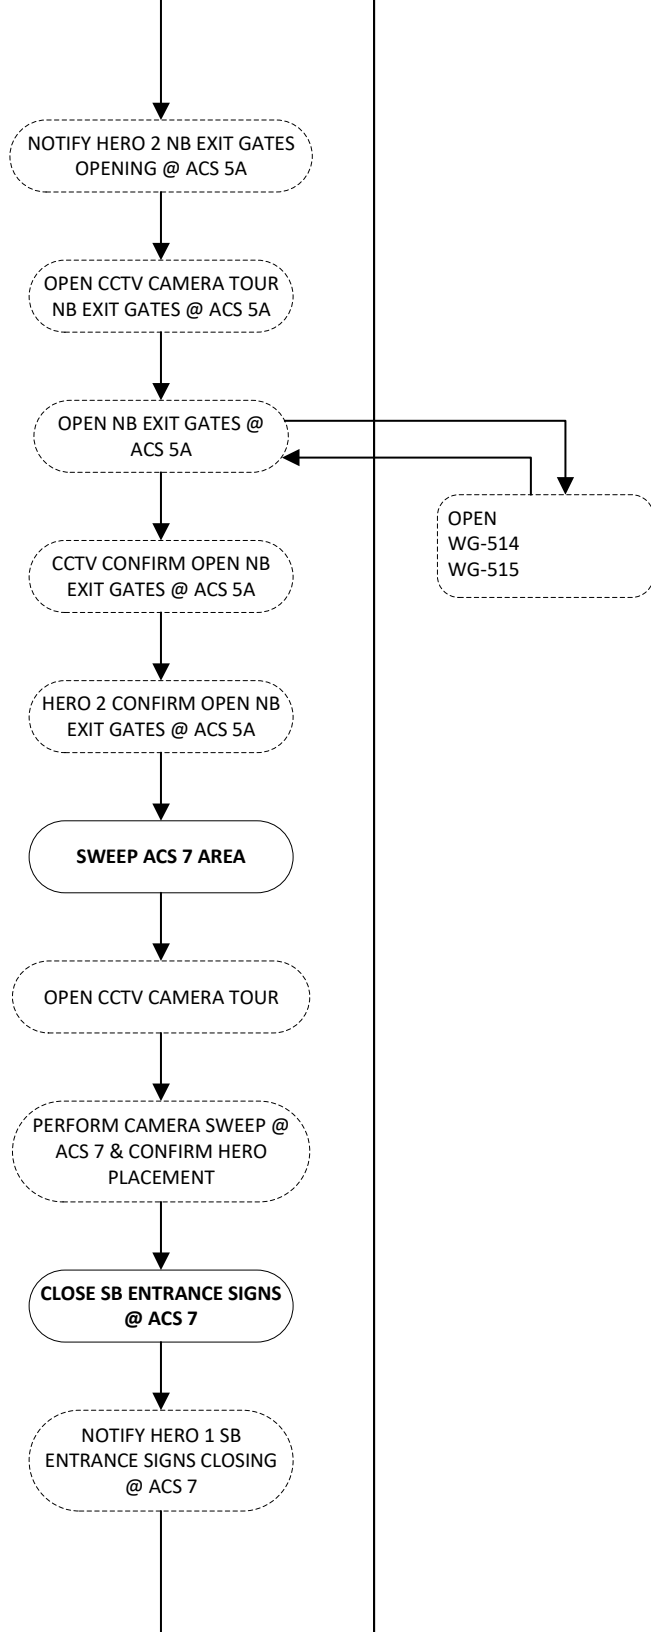 NOTIFY HERO 2 NB EXIT GATES
OPENING @ ACS 5A
OPEN CCTV CAMERA TOUR
NB EXIT GATES @ ACS 5A
OPEN NB EXIT GATES @
ACS 5A
OPEN
WG-514
WG-515
CCTV CONFIRM OPEN NB
EXIT GATES @ ACS 5A
HERO 2 CONFIRM OPEN NB
EXIT GATES @ ACS 5A
SWEEP ACS 7 AREA
OPEN CCTV CAMERA TOUR
PERFORM CAMERA SWEEP @
ACS 7 & CONFIRM HERO
PLACEMENT
CLOSE SB ENTRANCE SIGNS
@ ACS 7
NOTIFY HERO 1 SB
ENTRANCE SIGNS CLOSING
@ ACS 7